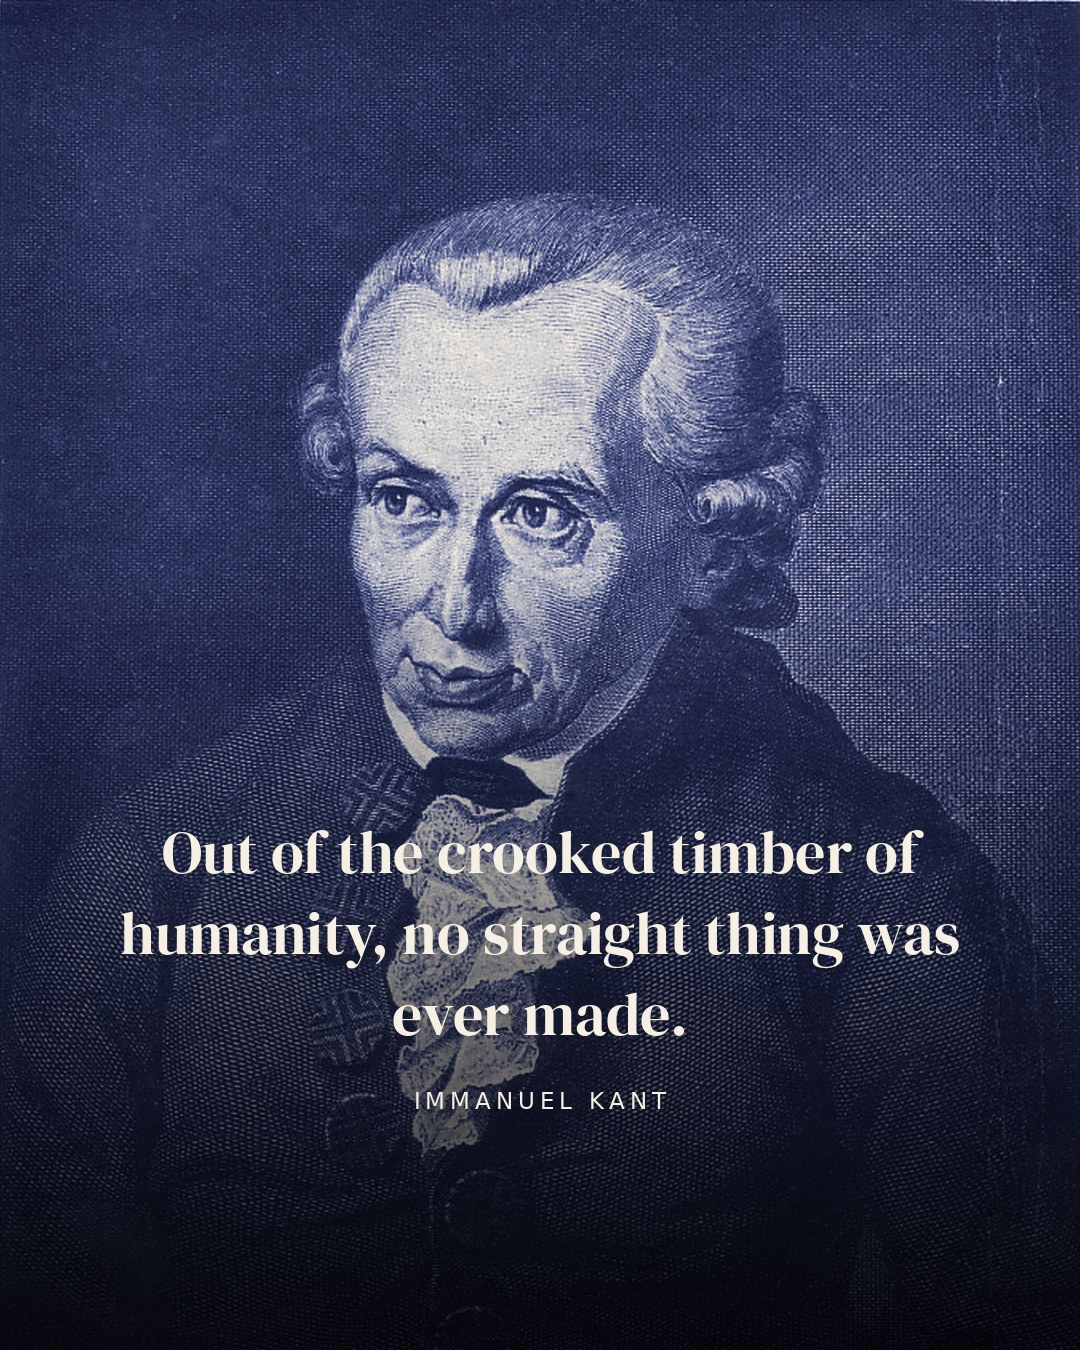 Out of the crooked timber of
humanity, no straight thing was
ever made.
IMMANUEL KANT